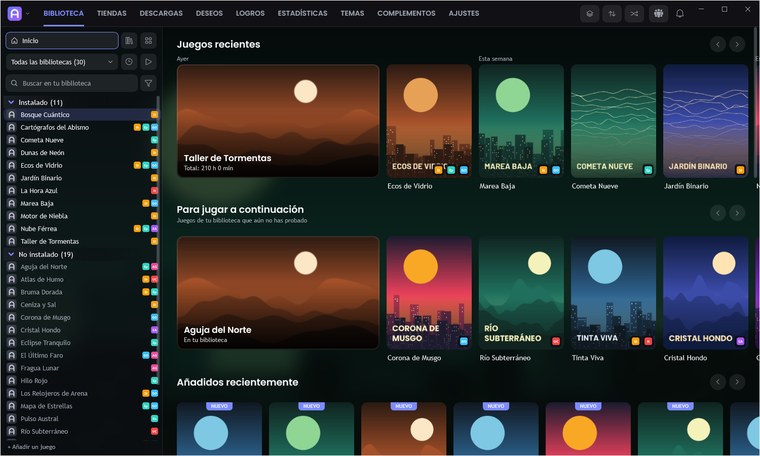 BIBLIOTECA TIENDAS DESCARGAS DESEOS LOGROS ESTADÍSTICAS TEMAS COMPLEMENTOS AJUSTES
Inicio
Todas las bibliotecas (30)
Buscar en tu biblioteca
Instalado (11)
Bosque Cuántico
Cartógrafos del Abismo
Cometa Nueve
Dunas de Neón
Ecos de Vidrio
Jardín Binario
La Hora Azul
Marea Baja
Motor de Niebla
Nube Férrea
Taller de Tormentas
No instalado (19)
Aguja del Norte
Atlas de Humo
Bruma Dorada
Ceniza y Sal
Corona de Musgo
Cristal Hondo
Eclipse Tranquilo
El Último Faro
Fragua Lunar
Hilo Rojo
Los Relojeros de Arena
Mapa de Estrellas
Pulso Austral
Río Subterráneo
+ Añadir un juego
Juegos recientes
Ayer
Esta semana
Taller de Tormentas
Total: 210 h 0 min
ECOS DE VIDRIO
MAREA BAJA
COMETA NUEVE
JARDÍN BINARIO
Ecos de Vidrio
Marea Baja
Cometa Nueve
Jardín Binario
Para jugar a continuación
Juegos de tu biblioteca que aún no has probado
Aguja del Norte
En tu biblioteca
CORONA DE
MUSGO
RÍO
SUBTERRÁNEO
TINTA VIVA
CRISTAL HONDO
Corona de Musgo
Río Subterráneo
Tinta Viva
Cristal Hondo
Añadidos recientemente
NUEVO
NUEVO
NUEVO
NUEVO
NUEVO
NUEVO